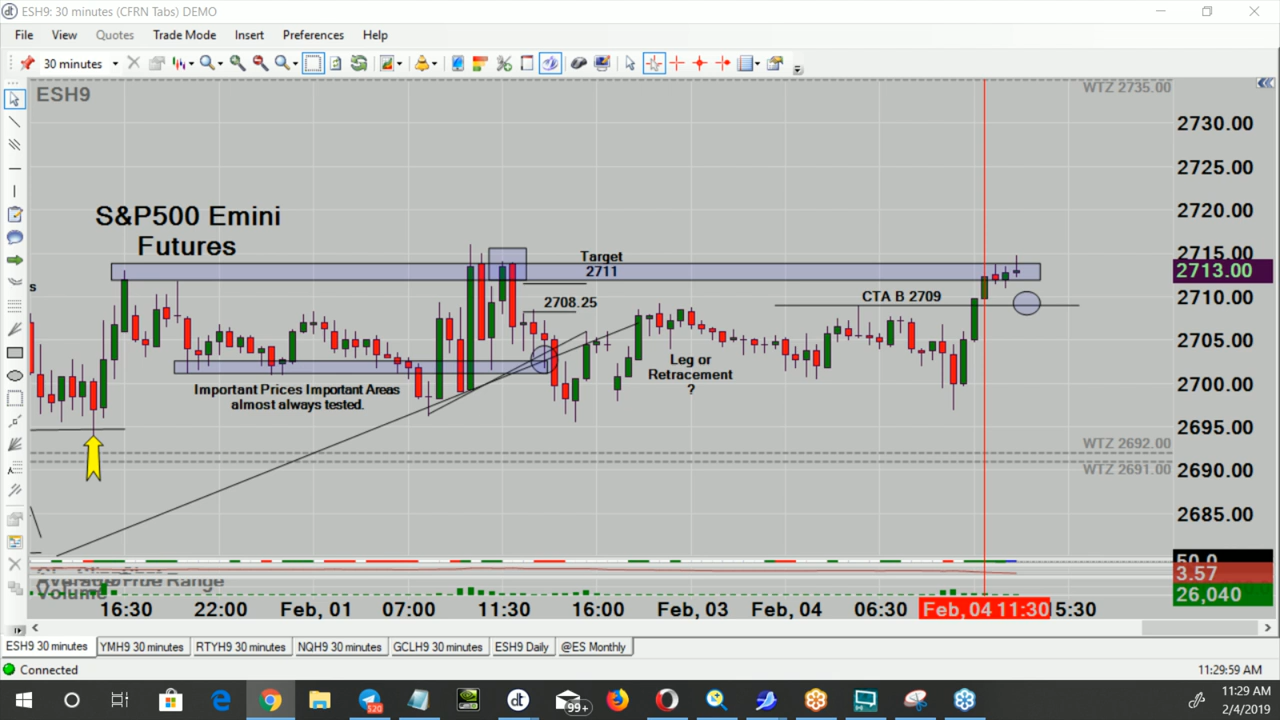 ESH9: 30 minutes (CFRN Tabs) DEMO
File View Quotes Trade Mode Insert Preferences Help
30 minutes
ESH9
WTZ 2735.00
2730.00
2725.00
2720.00
S&P500 Emini
Futures
2715.00
Target
2711
2713.00
2710.00
2708.25
CTA B 2709
s
2705.00
Leg or
Retracement
?
2700.00
Important Prices Important Areas
almost always tested.
2695.00
WTZ 2692.00
WTZ 2691.00
2690.00
2685.00
50.0
3.57
Average True Range
Volume
26,040
16:30 22:00 Feb, 01 07:00 11:30 16:00 Feb, 03 Feb, 04 06:30 Feb, 04 11:30 5:30
ESH9 30 minutes YMH9 30 minutes RTYH9 30 minutes NQH9 30 minutes GCLH9 30 minutes ESH9 Daily @ES Monthly
Connected
11:29:59 AM
520
99+
11:29 AM
2/4/2019